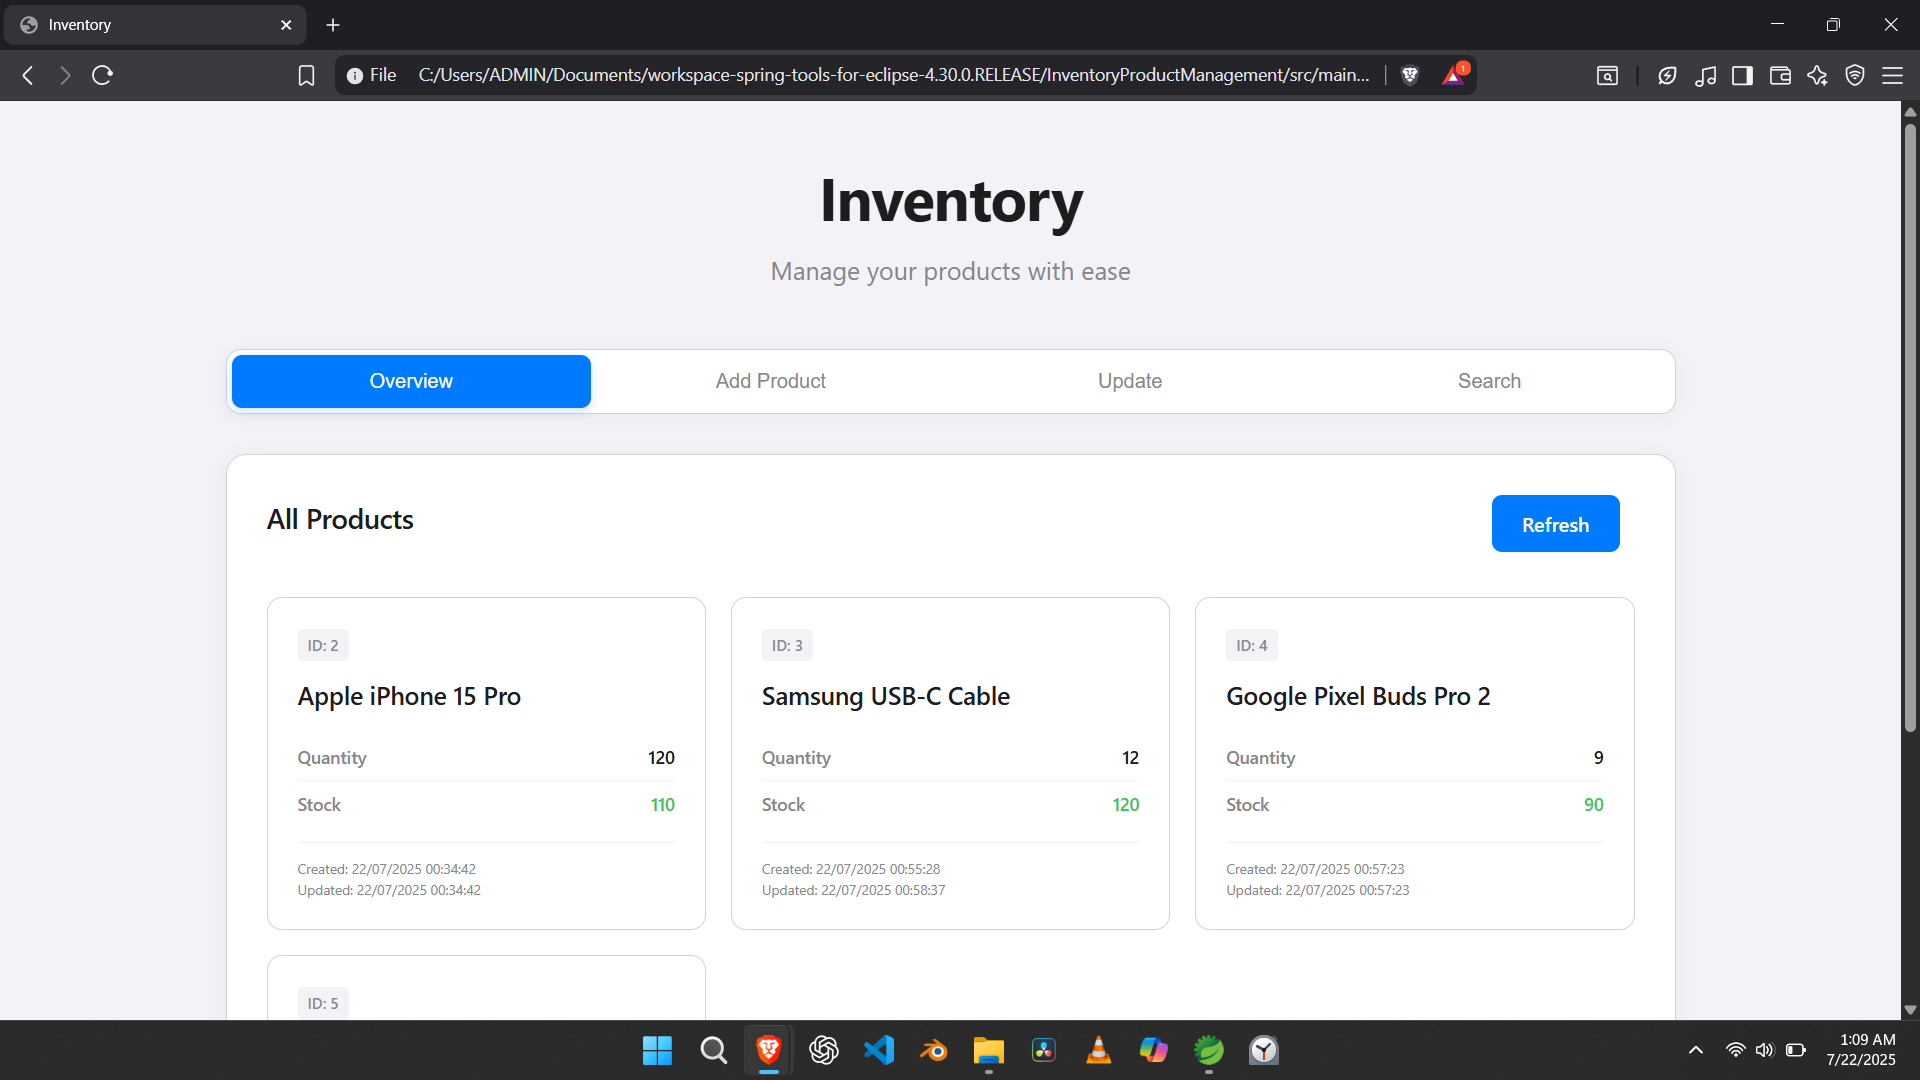 Inventory
File C:/Users/ADMIN/Documents/workspace-spring-tools-for-eclipse-4.30.0.RELEASE/InventoryProductManagement/src/main...
1
Inventory
Manage your products with ease
Overview Add Product Update Search
All Products
Refresh
ID: 2
Apple iPhone 15 Pro
Quantity 120
Stock 110
Created: 22/07/2025 00:34:42
Updated: 22/07/2025 00:34:42
ID: 3
Samsung USB-C Cable
Quantity 12
Stock 120
Created: 22/07/2025 00:55:28
Updated: 22/07/2025 00:58:37
ID: 4
Google Pixel Buds Pro 2
Quantity 9
Stock 90
Created: 22/07/2025 00:57:23
Updated: 22/07/2025 00:57:23
ID: 5
1:09 AM
7/22/2025